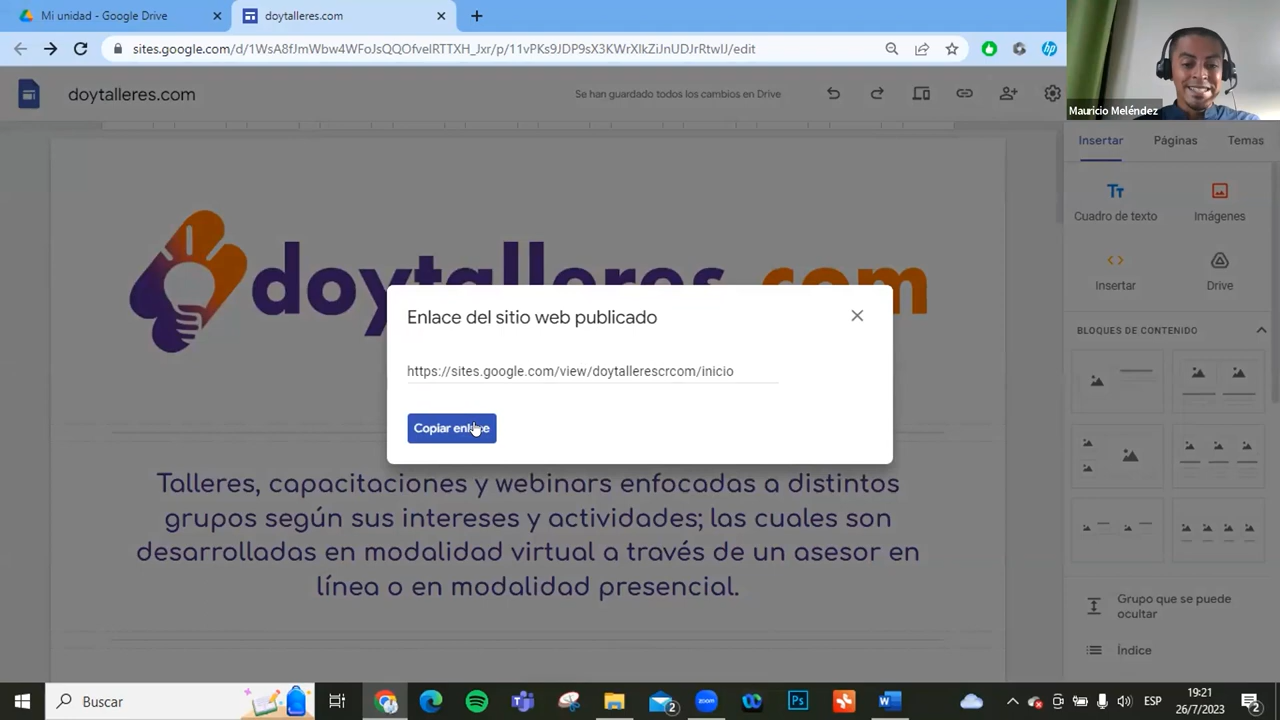 Mi unidad - Google Drive
doytalleres.com
sites.google.com/d/1WsA8fJmWbw4WFoJsQQOfvelRTTXH_Jxr/p/11vPKs9JDP9sX3KWrXlkZiJnUDJrRtwIJ/edit
Mauricio Meléndez
doytalleres.com
Se han guardado todos los cambios en Drive
Insertar
Páginas
Temas
Cuadro de texto
Imágenes
Insertar
Drive
BLOQUES DE CONTENIDO
doytalleres.com
Enlace del sitio web publicado
https://sites.google.com/view/doytallerescrcom/inicio
Copiar enlace
Talleres, capacitaciones y webinars enfocadas a distintos
grupos según sus intereses y actividades; las cuales son
desarrolladas en modalidad virtual a través de un asesor en
línea o en modalidad presencial.
Grupo que se puede
ocultar
Índice
Buscar
2
ESP
19:21
26/7/2023
2